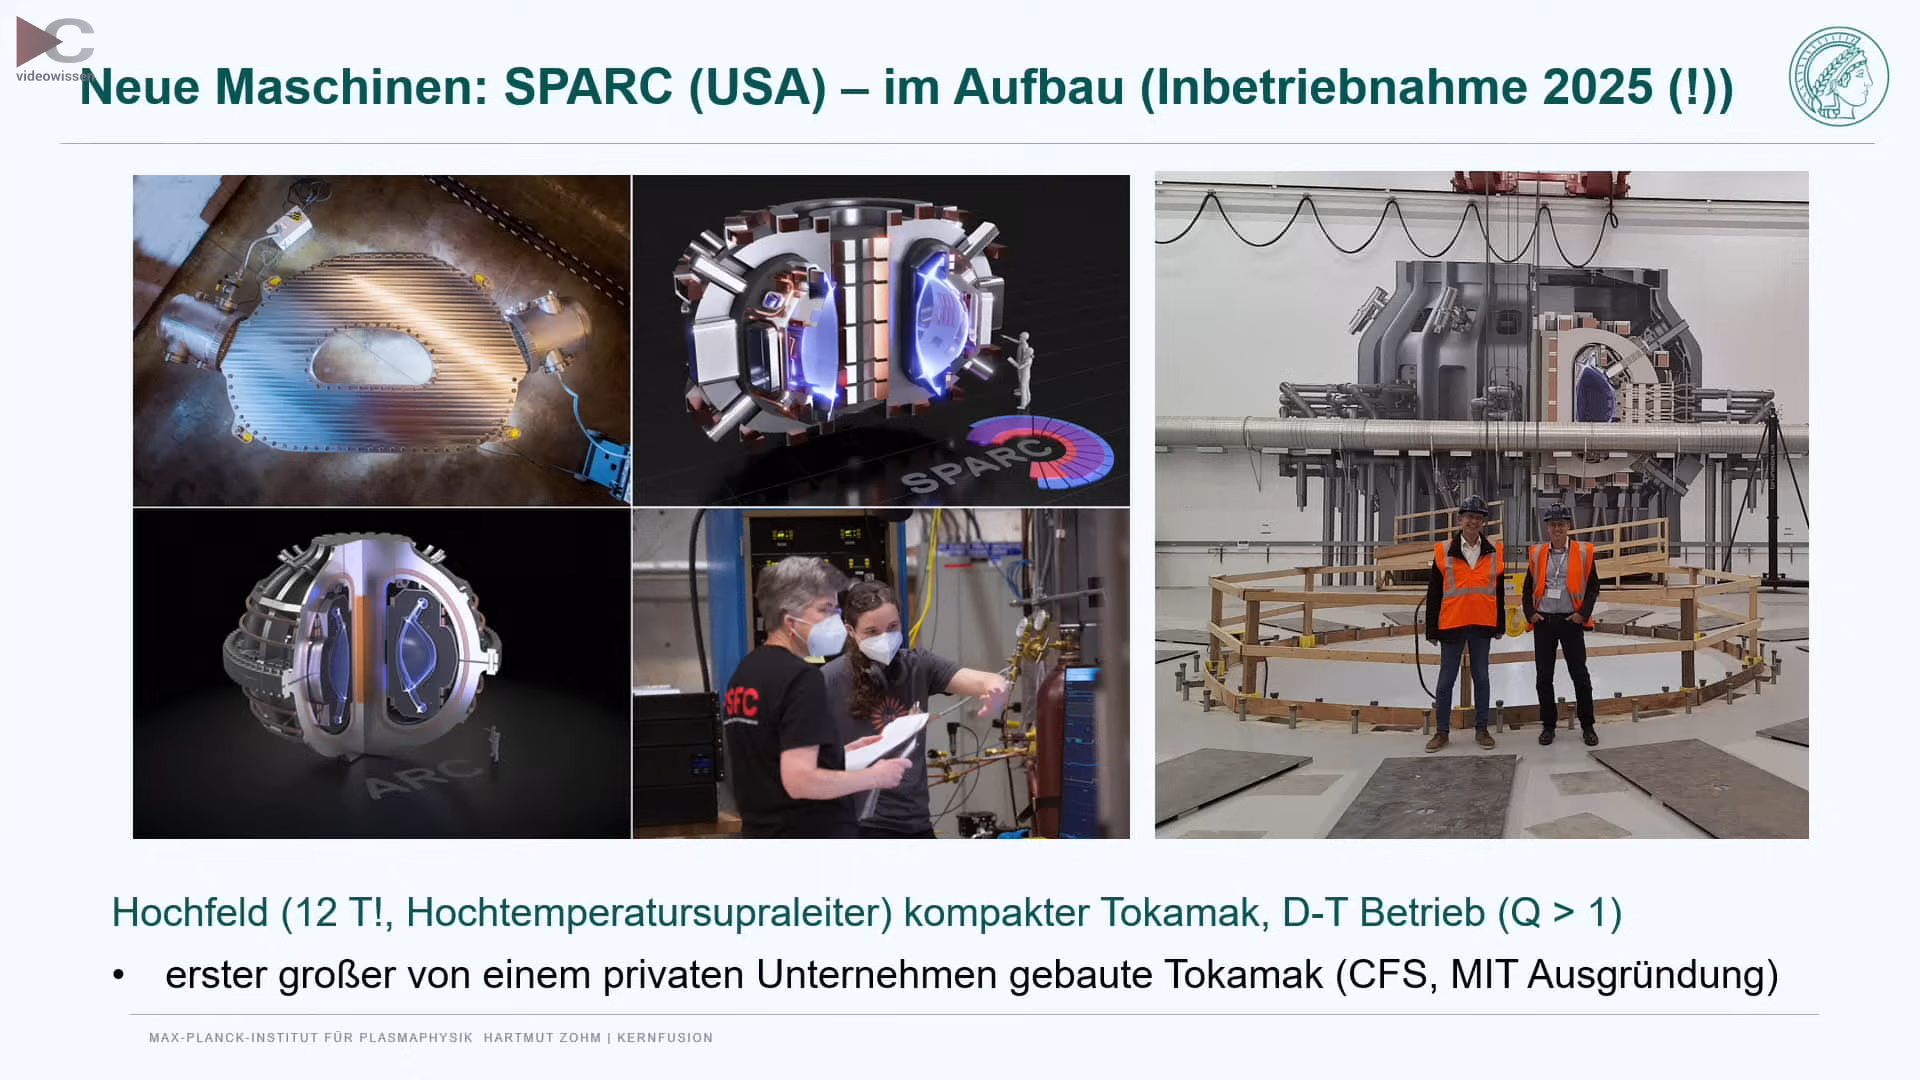 C
videowissen
Neue Maschinen: SPARC (USA) – im Aufbau (Inbetriebnahme 2025 (!))
SPARC
ARC
SFC
Hochfeld (12 T!, Hochtemperatursupraleiter) kompakter Tokamak, D-T Betrieb (Q > 1)
• erster großer von einem privaten Unternehmen gebaute Tokamak (CFS, MIT Ausgründung)
MAX-PLANCK-INSTITUT FÜR PLASMAPHYSIK HARTMUT ZOHM | KERNFUSION